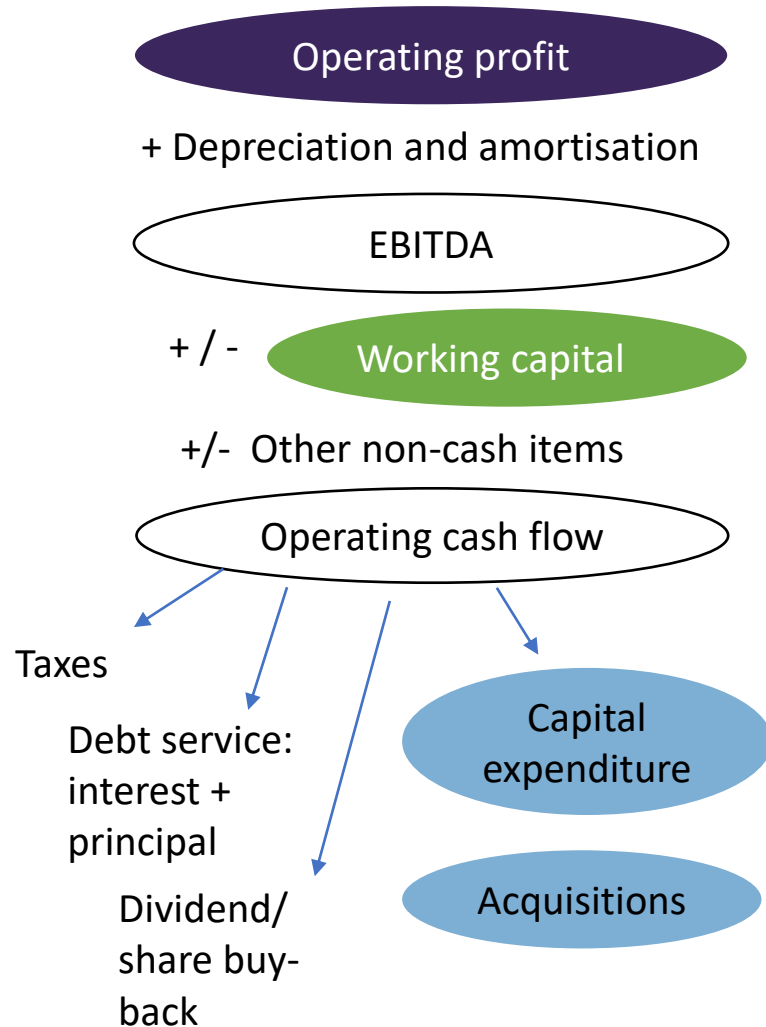 Operating profit
+ Depreciation and amortisation
EBITDA
+ / -
Working capital
+/- Other non-cash items
Operating cash flow
Taxes
Debt service:
interest +
principal
Dividend/
share buy-
back
Capital
expenditure
Acquisitions